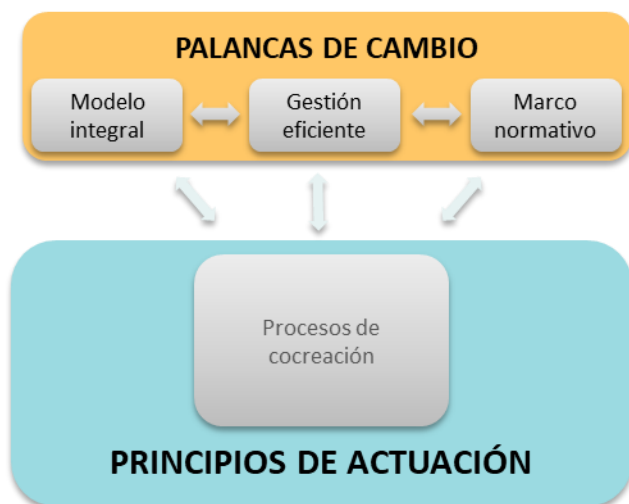 PALANCAS DE CAMBIO
Modelo
integral
Gestión
eficiente
Marco
normativo
Procesos de
cocreación
PRINCIPIOS DE ACTUACIÓN